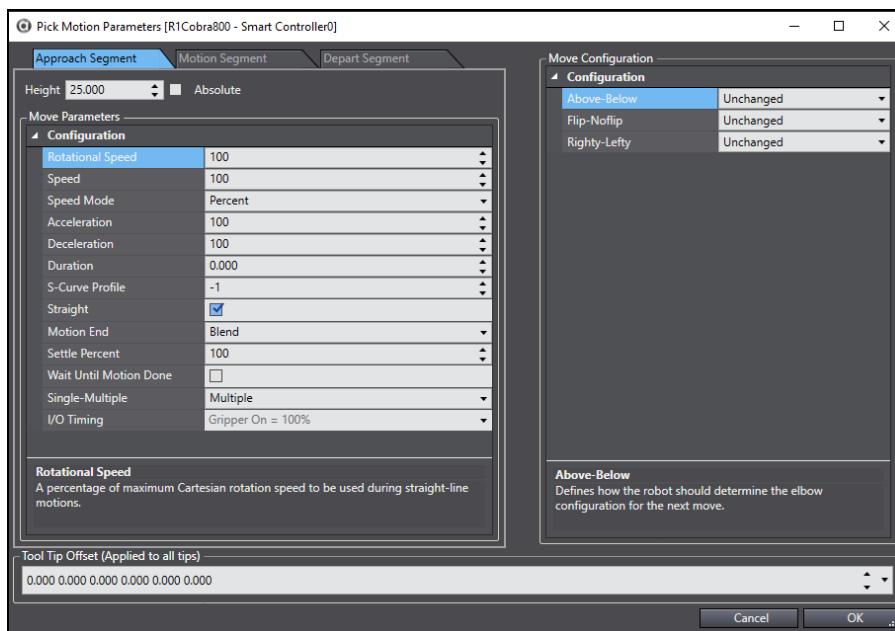 Pick Motion Parameters [R1Cobra800 - Smart Controller0]
Approach Segment Motion Segment Depart Segment
Height 25.000 Absolute
Move Parameters
Configuration
Rotational Speed 100
Speed 100
Speed Mode Percent
Acceleration 100
Deceleration 100
Duration 0.000
S-Curve Profile -1
Straight
Motion End Blend
Settle Percent 100
Wait Until Motion Done
Single-Multiple Multiple
I/O Timing Gripper On = 100%
Rotational Speed
A percentage of maximum Cartesian rotation speed to be used during straight-line
motions.
Move Configuration
Configuration
Above-Below Unchanged
Flip-Noflip Unchanged
Righty-Lefty Unchanged
Above-Below
Defines how the robot should determine the elbow
configuration for the next move.
Tool Tip Offset (Applied to all tips)
0.000 0.000 0.000 0.000 0.000 0.000
Cancel OK